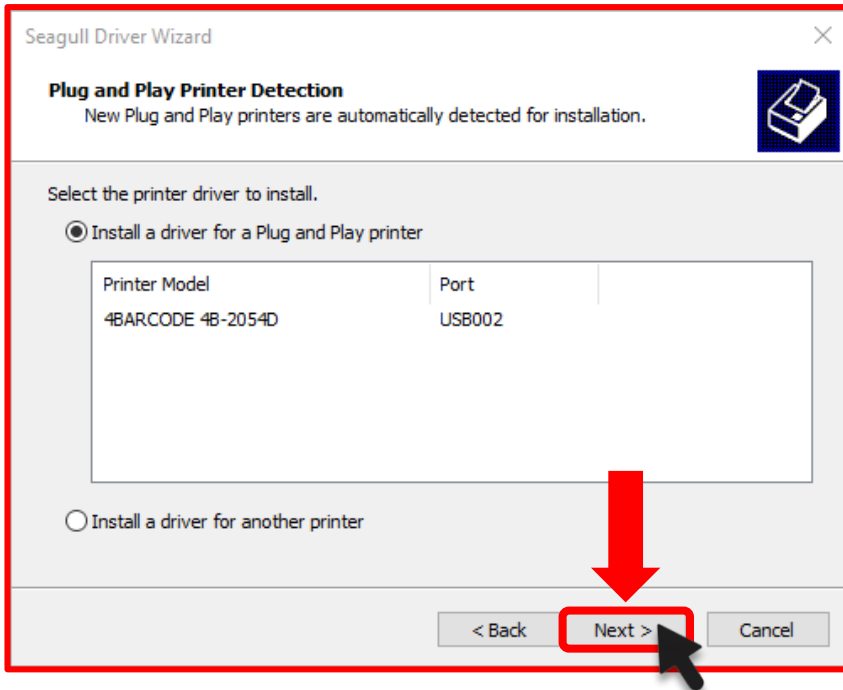 Seagull Driver Wizard
Plug and Play Printer Detection
New Plug and Play printers are automatically detected for installation.
Select the printer driver to install.
Install a driver for a Plug and Play printer
Printer Model Port
4BARCODE 4B-2054D USB002
Install a driver for another printer
< Back Next > Cancel